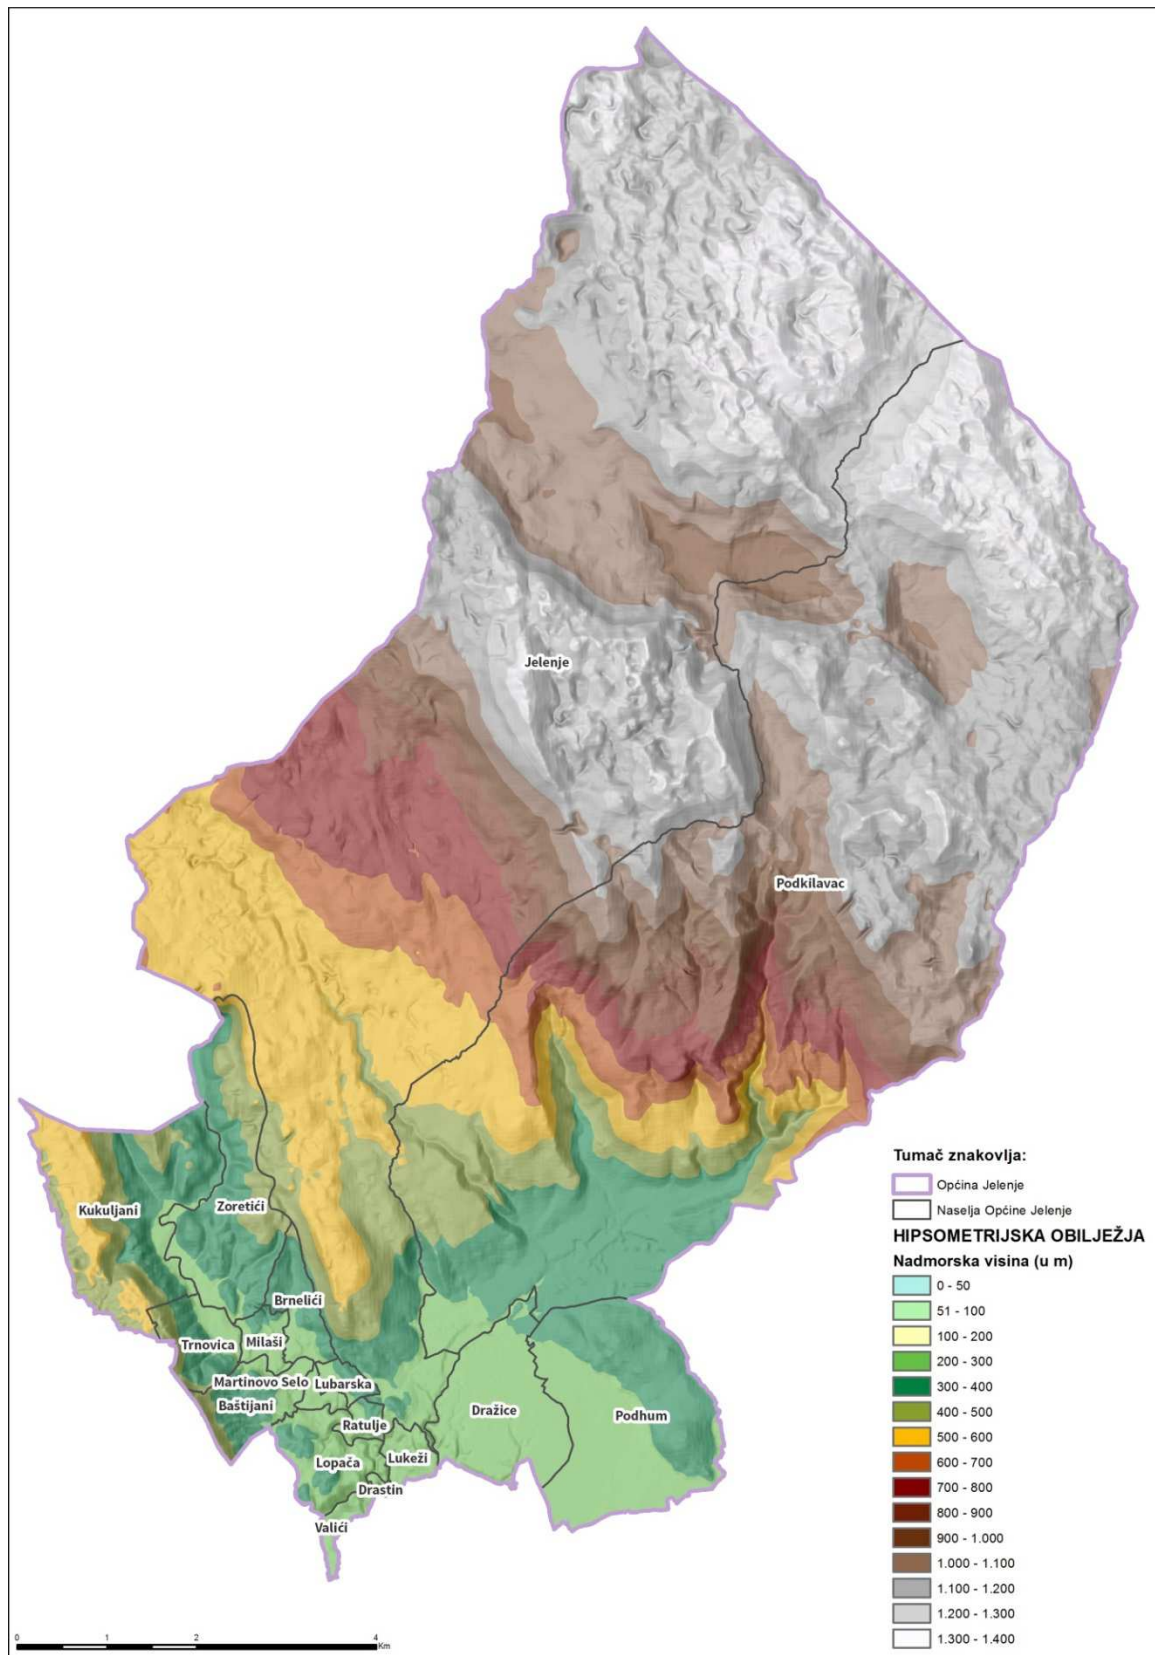 Jelenje
Podkilavac
Kukuljani
Zoretići
Brnelići
Trnovica
Milaši
Martinovo Selo
Lubarska
Baštijani
Ratulje
Dražice
Podhum
Lopača
Lukeži
Drastin
Valići
Tumač znakovlja:
Općina Jelenje
Naselja Općine Jelenje
HIPSOMETRIJSKA OBILJEŽJA
Nadmorska visina (u m)
0 - 50
51 - 100
100 - 200
200 - 300
300 - 400
400 - 500
500 - 600
600 - 700
700 - 800
800 - 900
900 - 1.000
1.000 - 1.100
1.100 - 1.200
1.200 - 1.300
1.300 - 1.400
0 1 2 4
Km